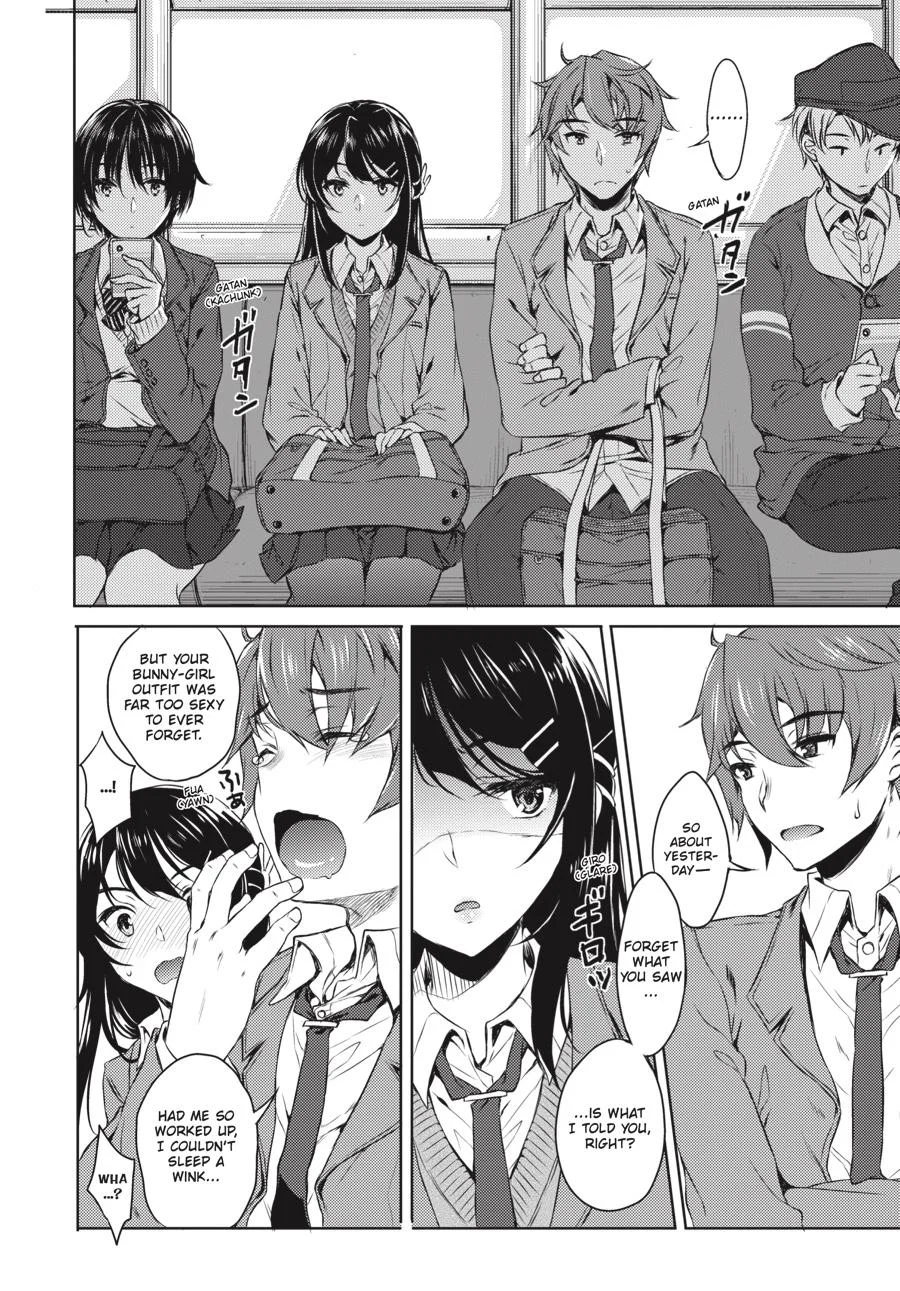 ......
GATAN
ガタン
GATAN
(KACHUNK)
ガタン
SO
ABOUT
YESTER-
DAY—
FORGET
WHAT
YOU SAW
...
GIRO
(GLARE)
ギロッ
...IS WHAT
I TOLD YOU,
RIGHT?
BUT YOUR
BUNNY-GIRL
OUTFIT WAS
FAR TOO SEXY
TO EVER
FORGET.
FUA
(YAWN)
ふぁ
...!
HAD ME SO
WORKED UP,
I COULDN'T
SLEEP A
WINK...
WHA
...?